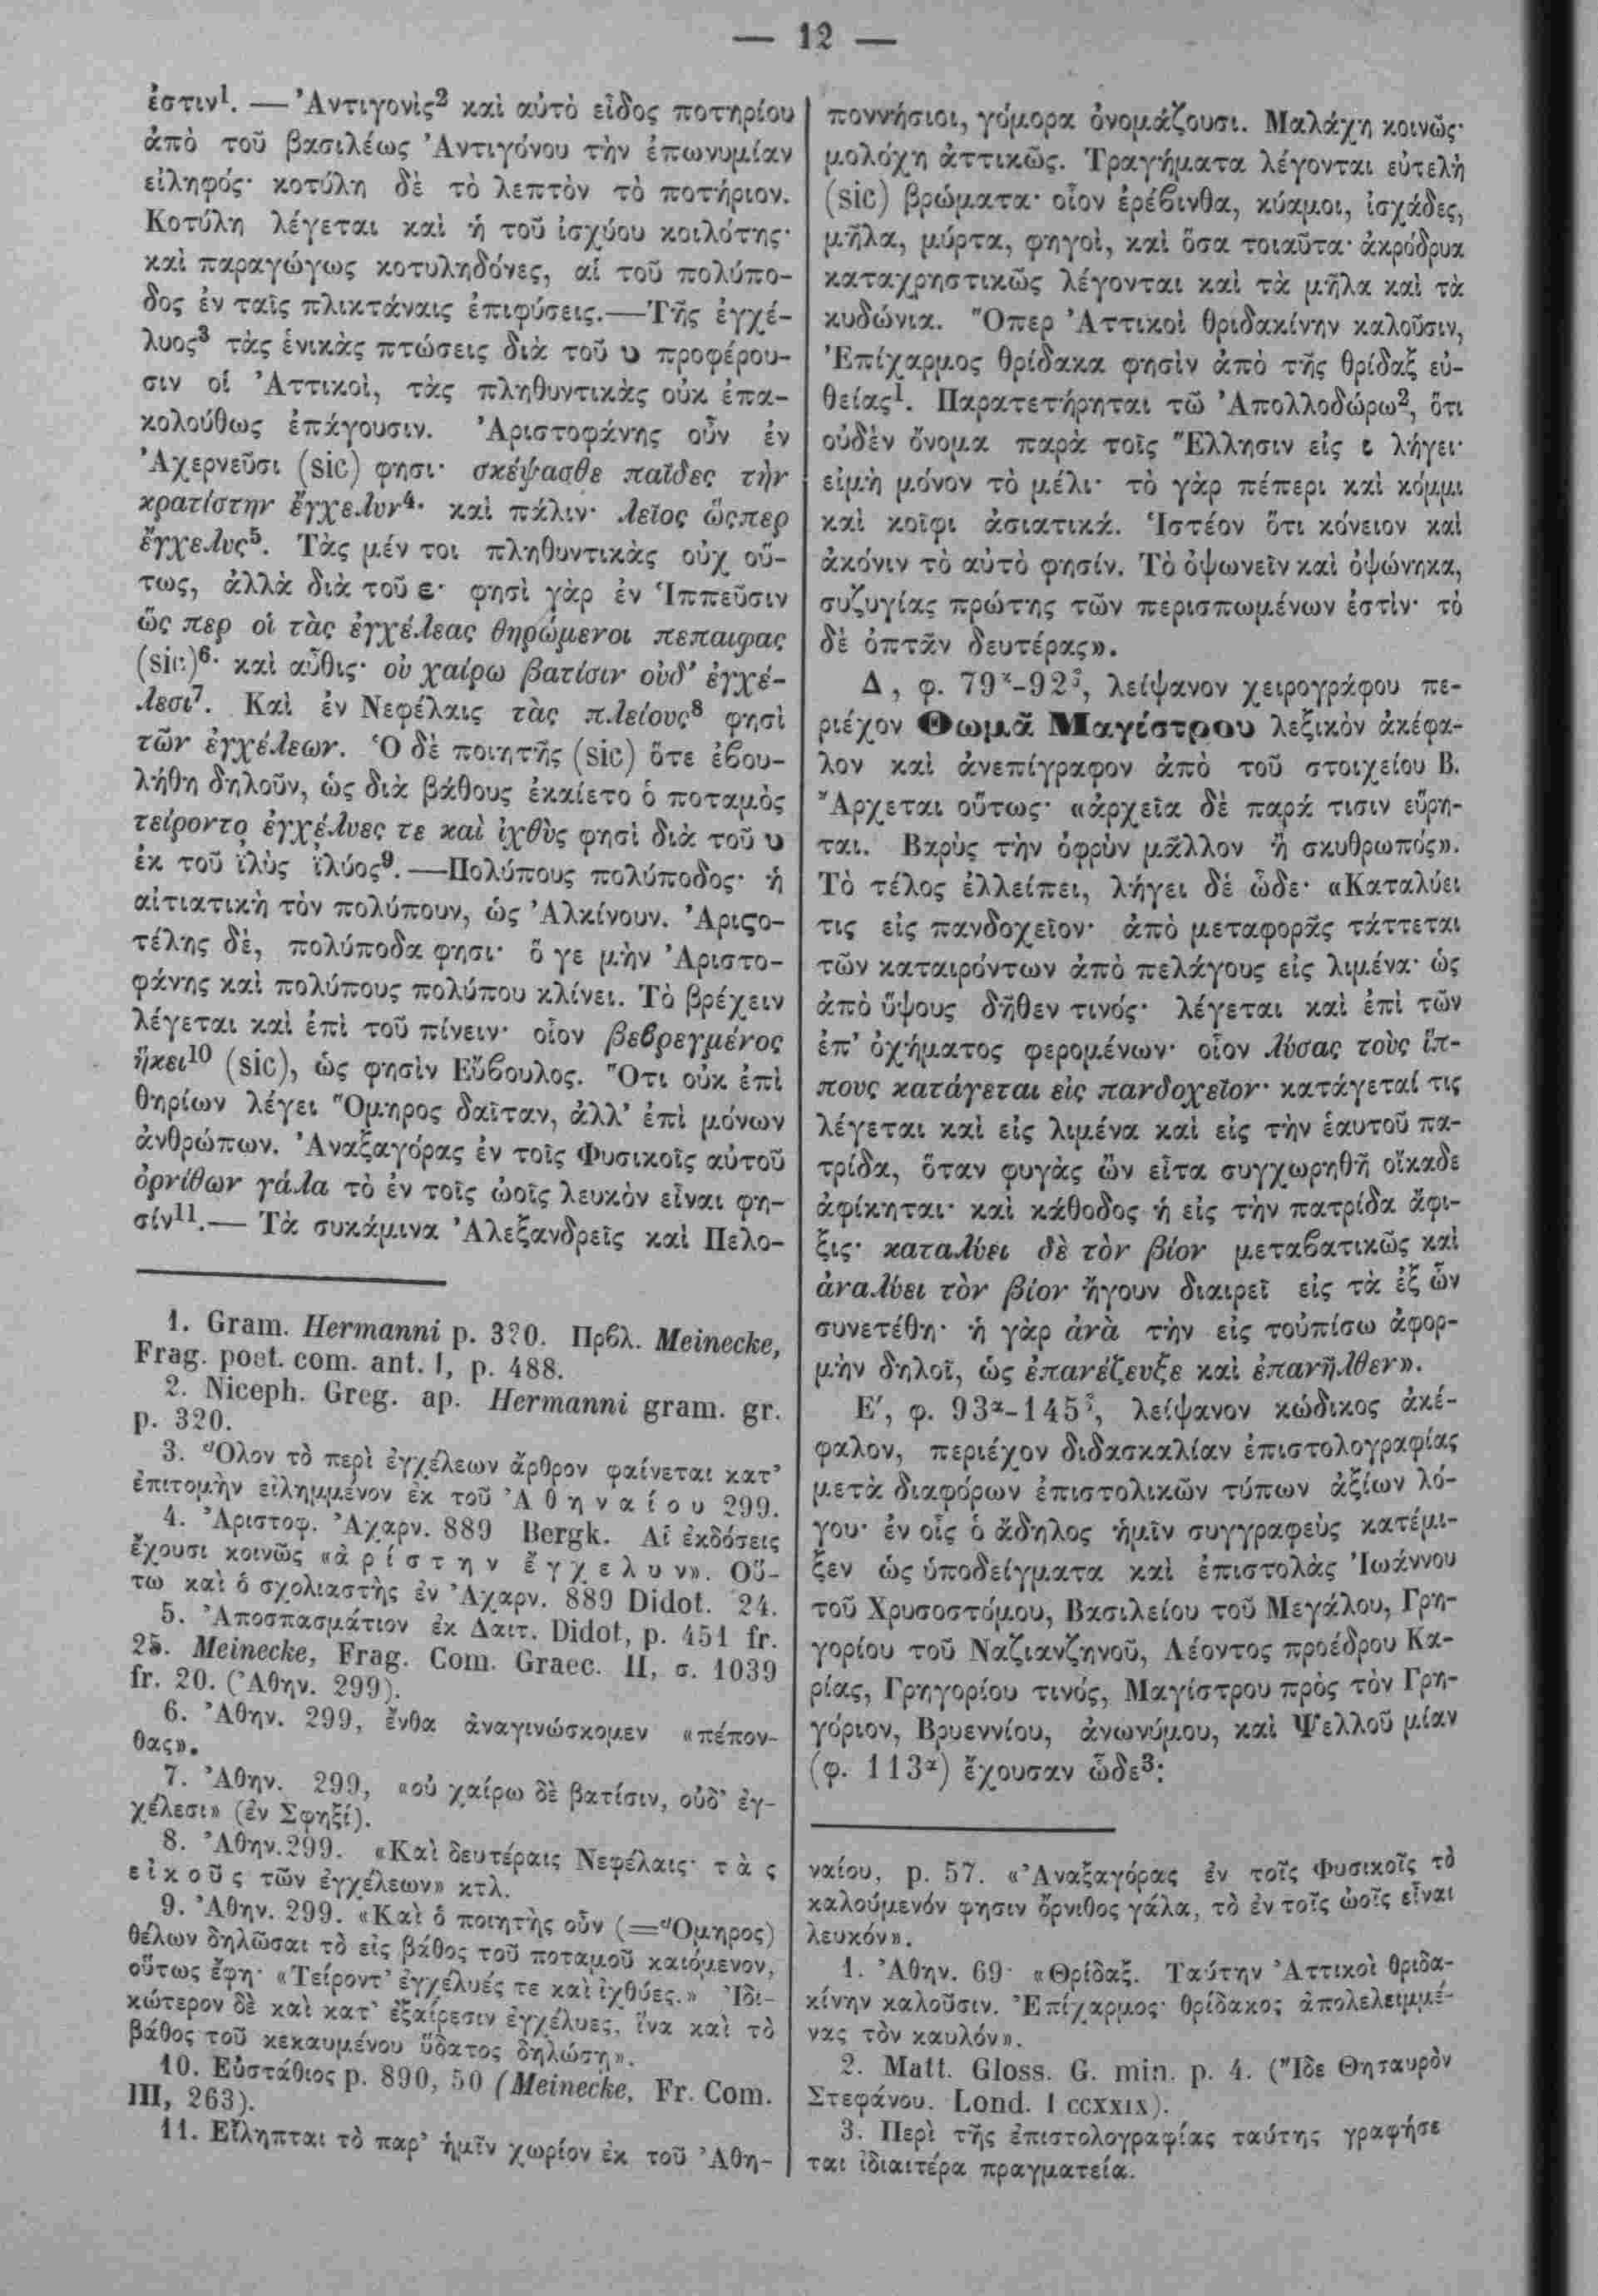 — 12 —
ἐστιν¹. — Ἀντιγονὶς² καὶ αὐτὸ εἶδος ποτηρίου
ἀπὸ τοῦ βασιλέως Ἀντιγόνου τὴν ἐπωνυμίαν
εἰληφός· κοτύλη δὲ τὸ λεπτὸν τὸ ποτήριον.
Κοτύλη λέγεται καὶ ἡ τοῦ ἰσχύου κοιλότης·
καὶ παραγώγως κοτυληδόνες, αἱ τοῦ πολύπο-
δος ἐν ταῖς πλικτάναις ἐπιφύσεις.—Τῆς ἐγχέ-
λυος³ τὰς ἑνικὰς πτώσεις διὰ τοῦ υ προφέρου-
σιν οἱ Ἀττικοὶ, τὰς πληθυντικὰς οὐκ ἐπα-
κολούθως ἐπάγουσιν. Ἀριστοφάνης οὖν ἐν
Ἀχερνεῦσι (sic) φησι· σκέψασθε παῖδες τὴν
κρατίστην ἔγχελυν⁴· καὶ πάλιν· λεῖος ὥςπερ
ἔγχελυς⁵. Τὰς μέν τοι πληθυντικὰς οὐχ οὕ-
τως, ἀλλὰ διὰ τοῦ ε· φησὶ γὰρ ἐν Ἱππεῦσιν
ὥς περ οἱ τὰς ἐγχέλεας θηρώμενοι πεπαιφας
(sic)⁶· καὶ αὖθις· οὐ χαίρω βατίσιν οὐδ' ἐγχέ-
λεσι⁷. Καὶ ἐν Νεφέλαις τὰς πλείους⁸ φησὶ
τῶν ἐγχέλεων. Ὁ δὲ ποιητὴς (sic) ὅτε ἐβου-
λήθη δηλοῦν, ὡς διὰ βάθους ἐκαίετο ὁ ποταμὸς
τείροντο ἐγχέλυες τε καὶ ἰχθὺς φησὶ διὰ τοῦ υ
ἐκ τοῦ ἰλὺς ἰλύος⁹.—Πολύπους πολύποδος· ἡ
αἰτιατικὴ τὸν πολύπουν, ὡς Ἀλκίνουν. Ἀριστο-
τέλης δὲ, πολύποδα φησι· ὅ γε μὴν Ἀριστο-
φάνης καὶ πολύπους πολύπου κλίνει. Τὸ βρέχειν
λέγεται καὶ ἐπὶ τοῦ πίνειν· οἷον βεβρεγμένος
ἥκει¹⁰ (sic), ὡς φησὶν Εὔβουλος. Ὅτι οὐκ ἐπὶ
θηρίων λέγει Ὅμηρος δαῖταν, ἀλλ' ἐπὶ μόνων
ἀνθρώπων. Ἀναξαγόρας ἐν τοῖς Φυσικοῖς αὐτοῦ
ὀρνίθων γάλα τὸ ἐν τοῖς ὠοῖς λευκὸν εἶναι φη-
σίν¹¹.— Τὰ συκάμινα Ἀλεξανδρεῖς καὶ Πελο-
1. Gram. Hermanni p. 320. Πρβλ. Meinecke,
Frag. poet. com. ant. I, p. 488.
2. Niceph. Greg. ap. Hermanni gram. gr.
p. 320.
3. Ὅλον τὸ περὶ ἐγχέλεων ἄρθρον φαίνεται κατ'
ἐπιτομὴν εἰλημμένον ἐκ τοῦ Ἀθηναίου 299.
4. Ἀριστοφ. Ἀχαρν. 889 Bergk. Αἱ ἐκδόσεις
ἔχουσι κοινῶς «ἀρίστην ἔγχελυν». Οὕ-
τω καὶ ὁ σχολιαστὴς ἐν Ἀχαρν. 889 Didot. 24.
5. Ἀποσπασμάτιον ἐκ Δαιτ. Didot, p. 451 fr.
25. Meinecke, Frag. Com. Graec. II, σ. 1039
fr. 20. (Ἀθην. 299).
6. Ἀθην. 299, ἔνθα ἀναγινώσκομεν «πέπον-
θας».
7. Ἀθην. 299, «οὐ χαίρω δὲ βατίσιν, οὐδ' ἐγ-
χέλεσι» (ἐν Σφηξί).
8. Ἀθην. 299. «Καὶ δευτέραις Νεφέλαις· τὰς
εἰκοῦς τῶν ἐγχέλεων» κτλ.
9. Ἀθην. 299. «Καὶ ὁ ποιητὴς οὖν (=Ὅμηρος)
θέλων δηλῶσαι τὸ εἰς βάθος τοῦ ποταμοῦ καιόμενον,
οὕτως ἔφη· «Τείροντ' ἐγχέλυές τε καὶ ἰχθύες.» Ἰδι-
κώτερον δὲ καὶ κατ' ἐξαίρεσιν ἐγχέλυες, ἵνα καὶ τὸ
βάθος τοῦ κεκαυμένου ὕδατος δηλώσῃ».
10. Εὐστάθιος p. 890, 50 (Meinecke, Fr. Com.
III, 263).
11. Εἴληπται τὸ παρ' ἡμῖν χωρίον ἐκ τοῦ Ἀθη-
ποννήσιοι, γόμορα ὀνομάζουσι. Μαλάχη κοινῶς·
μολόχη ἀττικῶς. Τραγήματα λέγονται εὐτελὴ
(sic) βρώματα· οἷον ἐρέβινθα, κύαμοι, ἰσχάδες,
μῆλα, μύρτα, φηγοὶ, καὶ ὅσα τοιαῦτα· ἀκρόδρυα
καταχρηστικῶς λέγονται καὶ τὰ μῆλα καὶ τὰ
κυδώνια. Ὅπερ Ἀττικοὶ θριδακίνην καλοῦσιν,
Ἐπίχαρμος θρίδακα φησὶν ἀπὸ τῆς θρίδαξ εὐ-
θείας¹. Παρατετήρηται τῶ Ἀπολλοδώρω², ὅτι
οὐδὲν ὄνομα παρὰ τοῖς Ἕλλησιν εἰς ι λήγει·
εἰμὴ μόνον τὸ μέλι· τὸ γὰρ πέπερι καὶ κόμμι
καὶ κοῖφι ἀσιατικά. Ἰστέον ὅτι κόνειον καὶ
ἀκόνιν τὸ αὐτὸ φησίν. Τὸ ὀψωνεῖν καὶ ὀψώνηκα,
συζυγίας πρώτης τῶν περισπωμένων ἐστὶν· τὸ
δὲ ὀπτᾶν δευτέρας».
Δ, φ. 79ᵃ-92ᵝ, λείψανον χειρογράφου πε-
ριέχον Θωμᾶ Μαγίστρου λεξικὸν ἀκέφα-
λον καὶ ἀνεπίγραφον ἀπὸ τοῦ στοιχείου Β.
Ἄρχεται οὕτως· «ἀρχεῖα δὲ παρά τισιν εὕρη-
ται. Βαρὺς τὴν ὀφρὺν μᾶλλον ἢ σκυθρωπός».
Τὸ τέλος ἐλλείπει, λήγει δὲ ὧδε· «Καταλύει
τις εἰς πανδοχεῖον· ἀπὸ μεταφορᾶς τάττεται
τῶν καταιρόντων ἀπὸ πελάγους εἰς λιμένα· ὡς
ἀπὸ ὕψους δῆθεν τινός· λέγεται καὶ ἐπὶ τῶν
ἐπ' ὀχήματος φερομένων· οἷον λύσας τοὺς ἵπ-
πους κατάγεται εἰς πανδοχεῖον· κατάγεταί τις
λέγεται καὶ εἰς λιμένα καὶ εἰς τὴν ἑαυτοῦ πα-
τρίδα, ὅταν φυγὰς ὢν εἶτα συγχωρηθῆ οἴκαδε
ἀφίκηται· καὶ κάθοδος ἡ εἰς τὴν πατρίδα ἄφι-
ξις· καταλύει δὲ τὸν βίον μεταβατικῶς καὶ
ἀναλύει τὸν βίον ἤγουν διαιρεῖ εἰς τὰ ἐξ ὧν
συνετέθη· ἡ γὰρ ἀνὰ τὴν εἰς τοὐπίσω ἀφορ-
μὴν δηλοῖ, ὡς ἐπανέζευξε καὶ ἐπανῆλθεν».
Ε', φ. 93ᵃ-145ᵝ, λείψανον κώδικος ἀκέ-
φαλον, περιέχον διδασκαλίαν ἐπιστολογραφίας
μετὰ διαφόρων ἐπιστολικῶν τύπων ἀξίων λό-
γου· ἐν οἷς ὁ ἄδηλος ἡμῖν συγγραφεὺς κατέμι-
ξεν ὡς ὑποδείγματα καὶ ἐπιστολὰς Ἰωάννου
τοῦ Χρυσοστόμου, Βασιλείου τοῦ Μεγάλου, Γρη-
γορίου τοῦ Ναζιανζηνοῦ, Λέοντος προέδρου Κα-
ρίας, Γρηγορίου τινός, Μαγίστρου πρὸς τὸν Γρη-
γόριον, Βρυεννίου, ἀνωνύμου, καὶ Ψελλοῦ μίαν
(φ. 113ᵃ) ἔχουσαν ὧδε³:
ναίου, p. 57. «Ἀναξαγόρας ἐν τοῖς Φυσικοῖς τὸ
καλούμενόν φησιν ὄρνιθος γάλα, τὸ ἐν τοῖς ὠοῖς εἶναι
λευκόν».
1. Ἀθην. 69· «Θρίδαξ. Ταύτην Ἀττικοὶ θριδα-
κίνην καλοῦσιν. Ἐπίχαρμος· θρίδακος ἀπολελειμμέ-
νας τὸν καυλόν».
2. Matt. Gloss. G. min. p. 4. (Ἴδε Θησαυρὸν
Στεφάνου. Lond. I ccxxix).
3. Περὶ τῆς ἐπιστολογραφίας ταύτης γραφήσε
ται ἰδιαιτέρα πραγματεία.